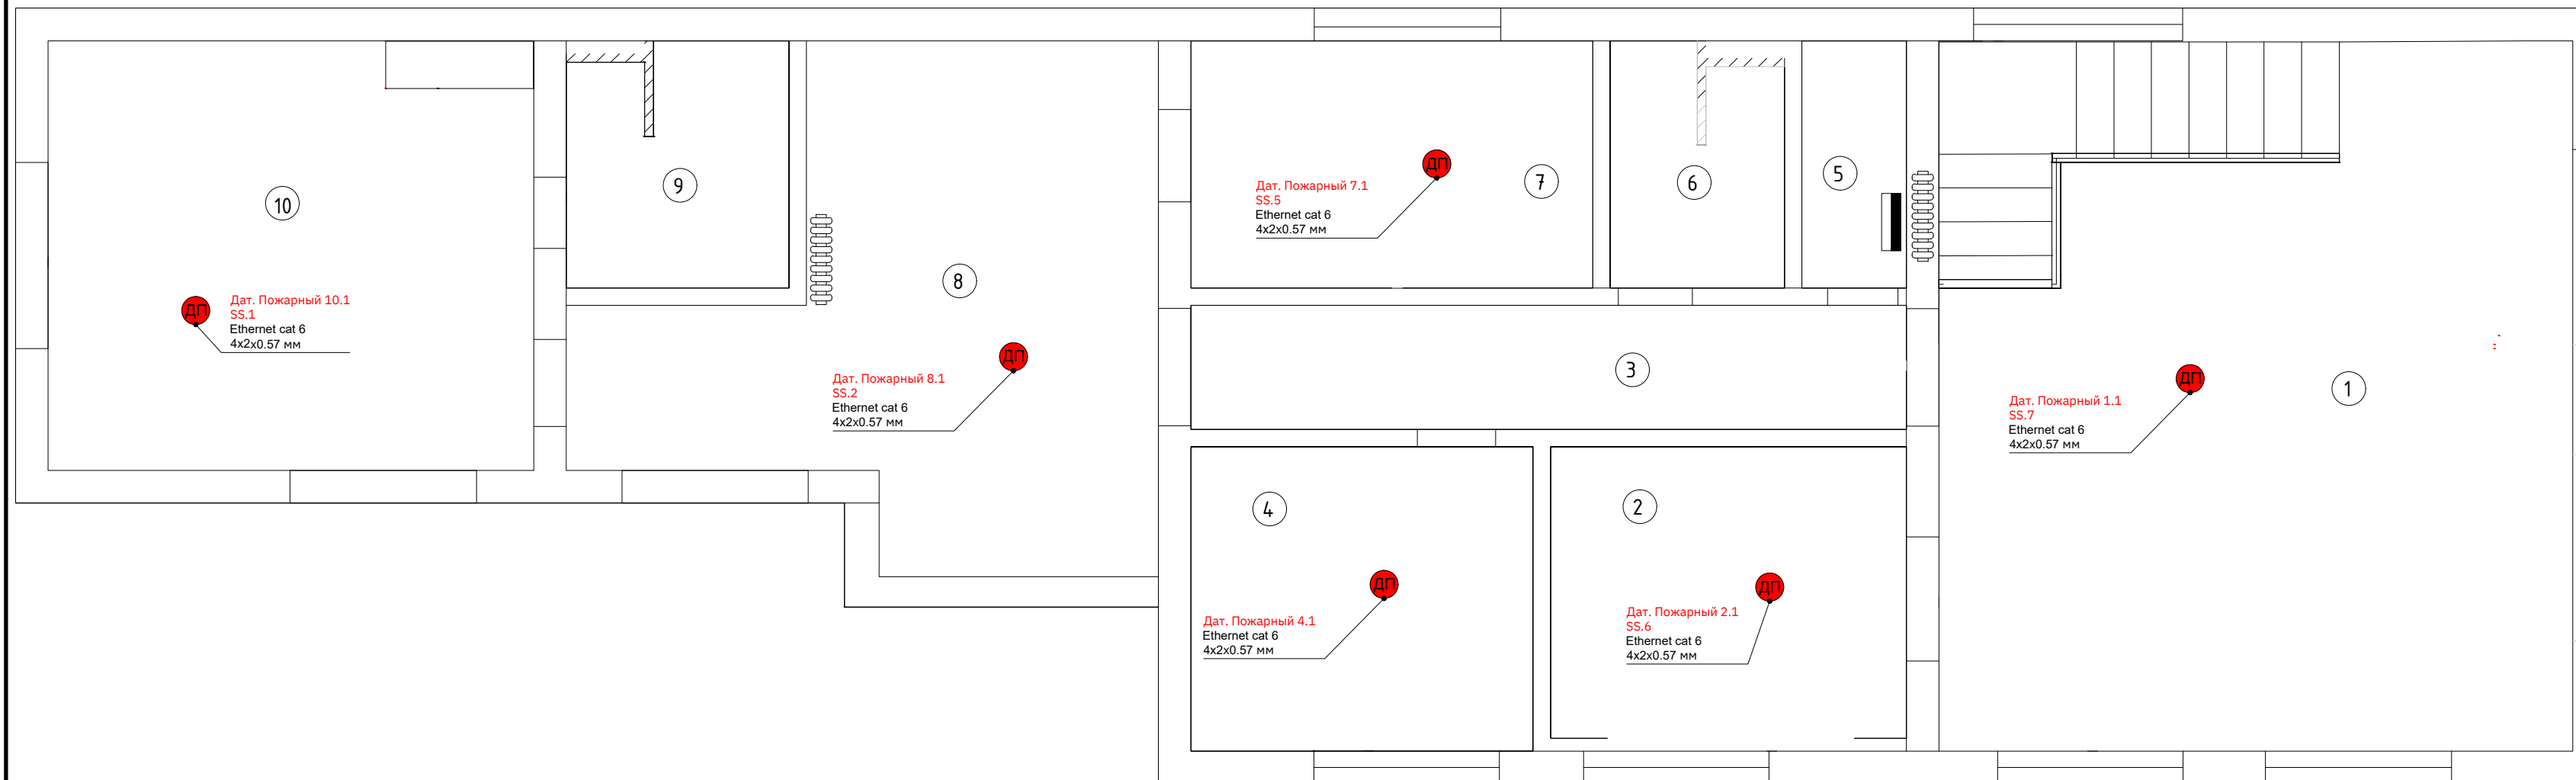 10
ДП
Дат. Пожарный 10.1
SS.1
Ethernet cat 6
4x2x0.57 мм
9
8
ДП
Дат. Пожарный 8.1
SS.2
Ethernet cat 6
4x2x0.57 мм
ДП
7
Дат. Пожарный 7.1
SS.5
Ethernet cat 6
4x2x0.57 мм
6
5
3
1
ДП
Дат. Пожарный 1.1
SS.7
Ethernet cat 6
4x2x0.57 мм
4
ДП
Дат. Пожарный 4.1
Ethernet cat 6
4x2x0.57 мм
2
ДП
Дат. Пожарный 2.1
SS.6
Ethernet cat 6
4x2x0.57 мм